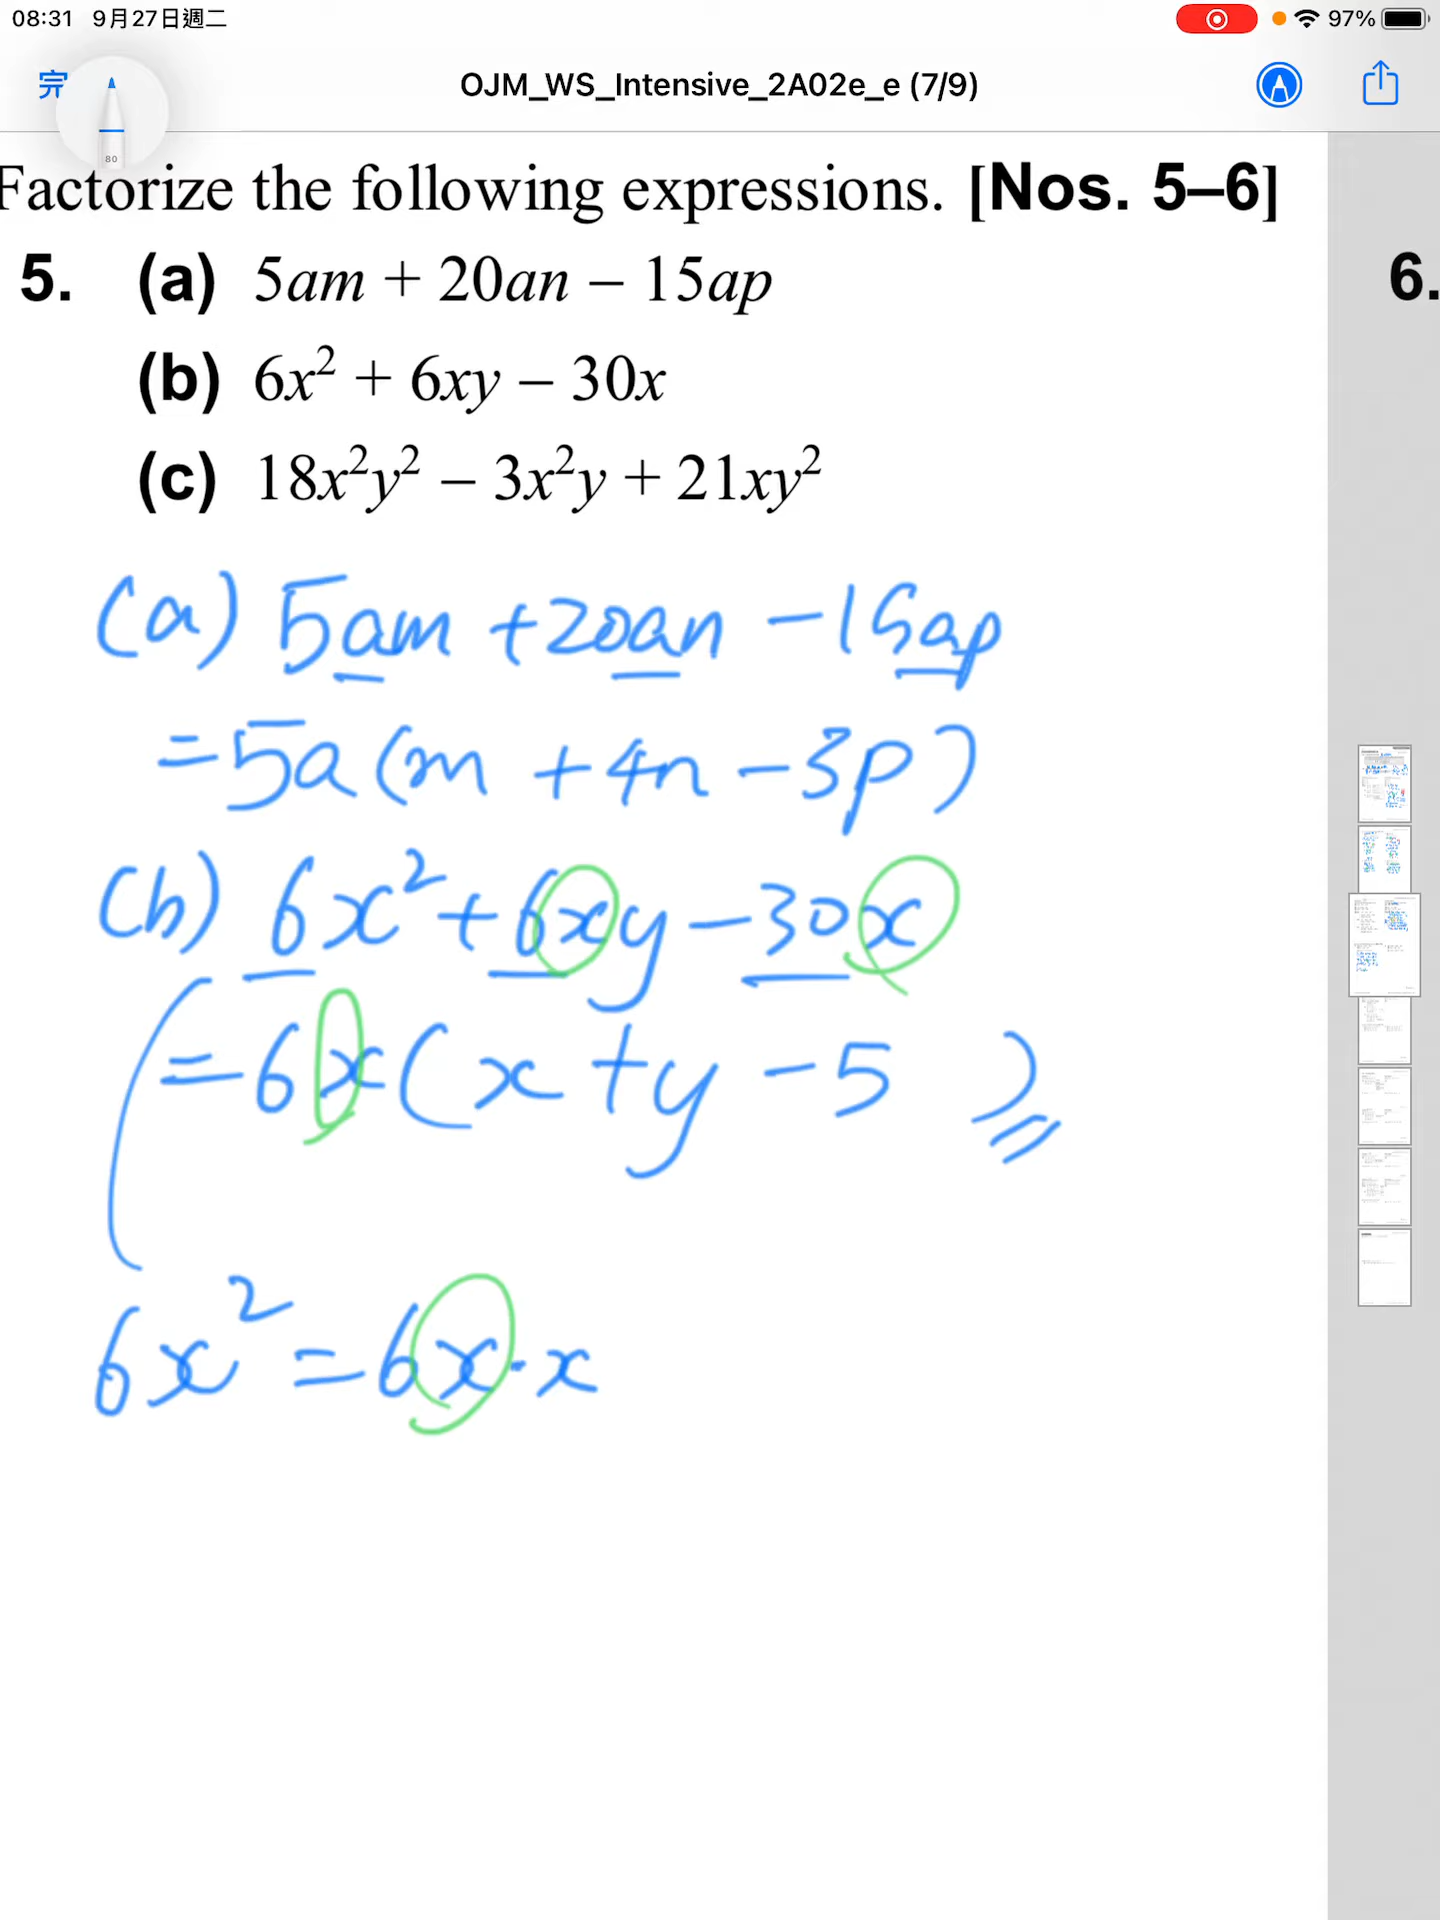 08:31 9月27日週二 97%
完 OJM_WS_Intensive_2A02e_e (7/9)
80
Factorize the following expressions. [Nos. 5–6]
5. (a) 5am + 20an – 15ap 6.
(b) 6x² + 6xy – 30x
(c) 18x²y² – 3x²y + 21xy²
(a) 5am +20an -15ap
=5a(m +4n -3p)
(b) 6x²+6xy-30x
=6x(x+y-5)
6x²=6x·x